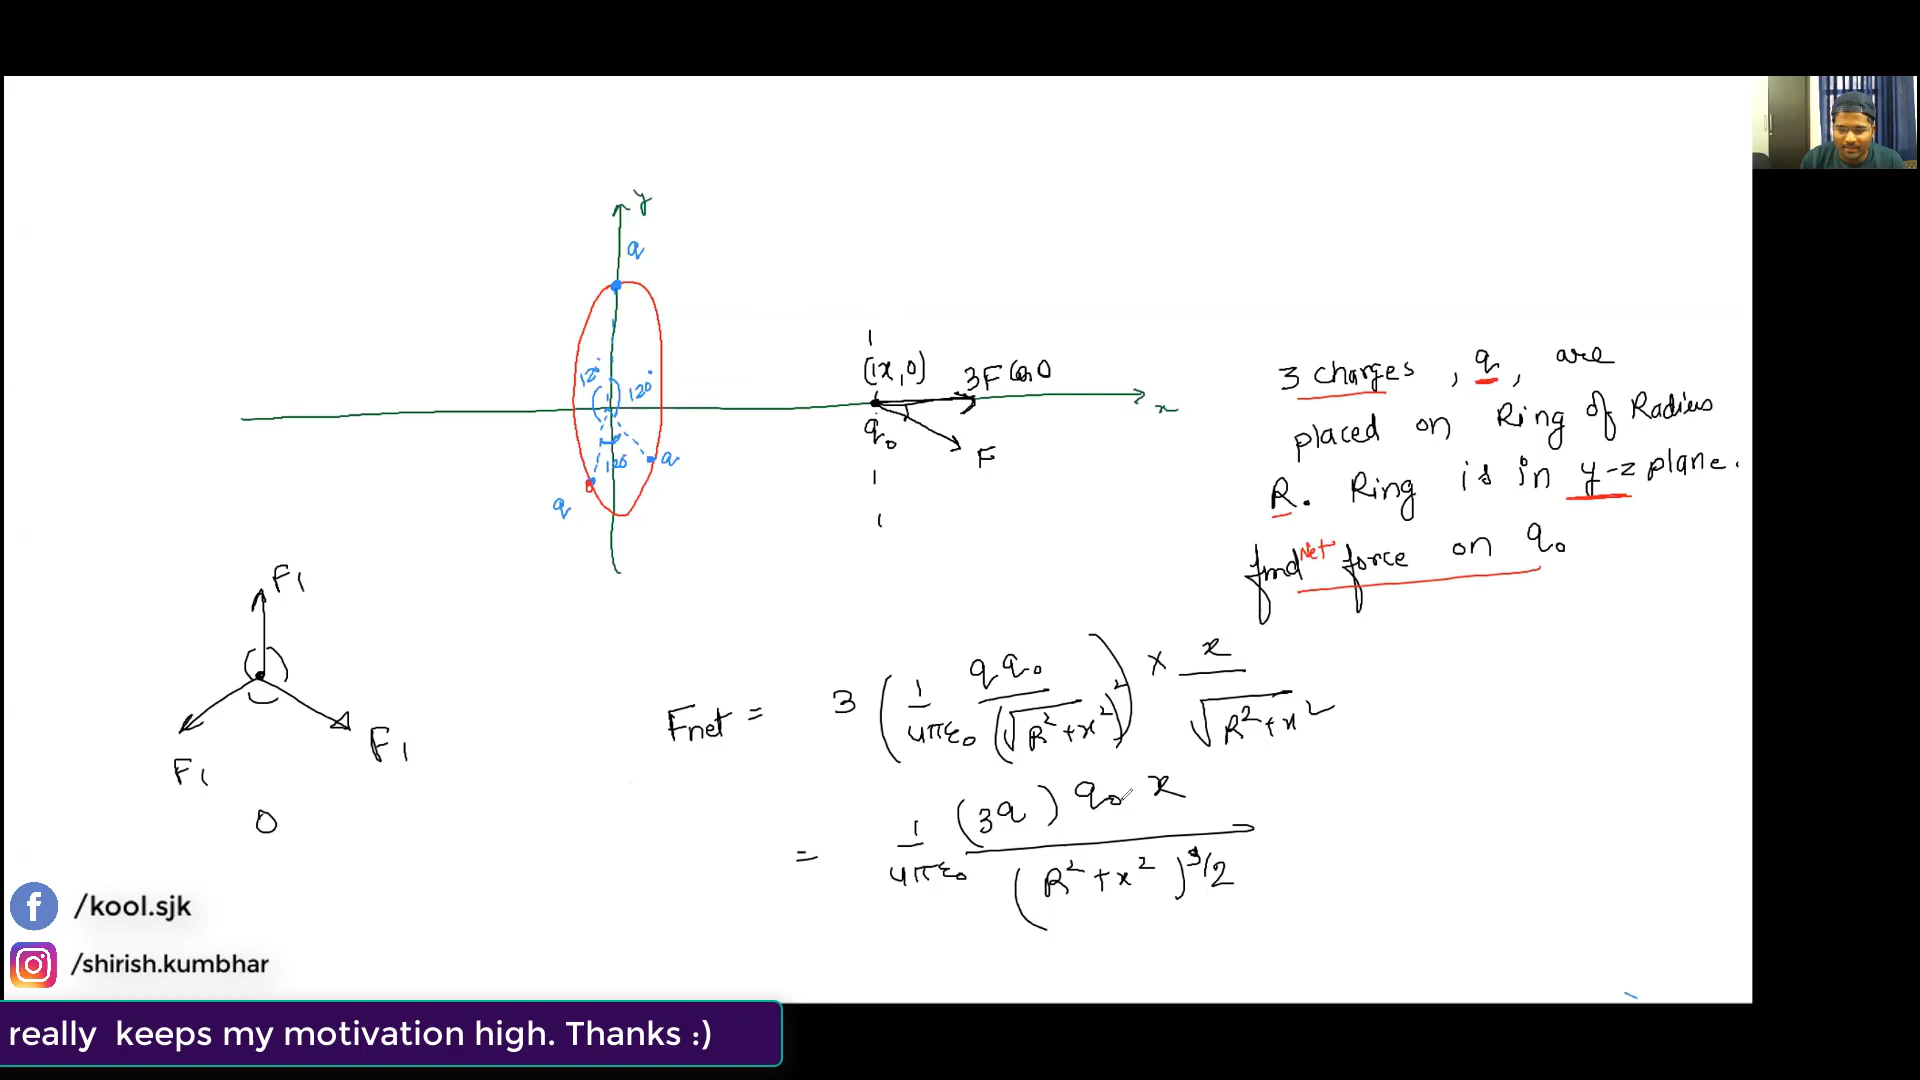 y
q
120°
120°
120
q
q
(x,0)
3F cos θ
x
q₀
F
3 charges, q, are
placed on Ring of Radius
R. Ring is in y-z plane.
find Net force on q₀
F₁
F₁
F₁
0
Fnet = 3 (1/4πε₀ qq₀/(√R²+x²)²) × x/√R²+x²
= 1/4πε₀ (3q) q₀ x/(R²+x²)^3/2
/kool.sjk
/shirish.kumbhar
really keeps my motivation high. Thanks :)